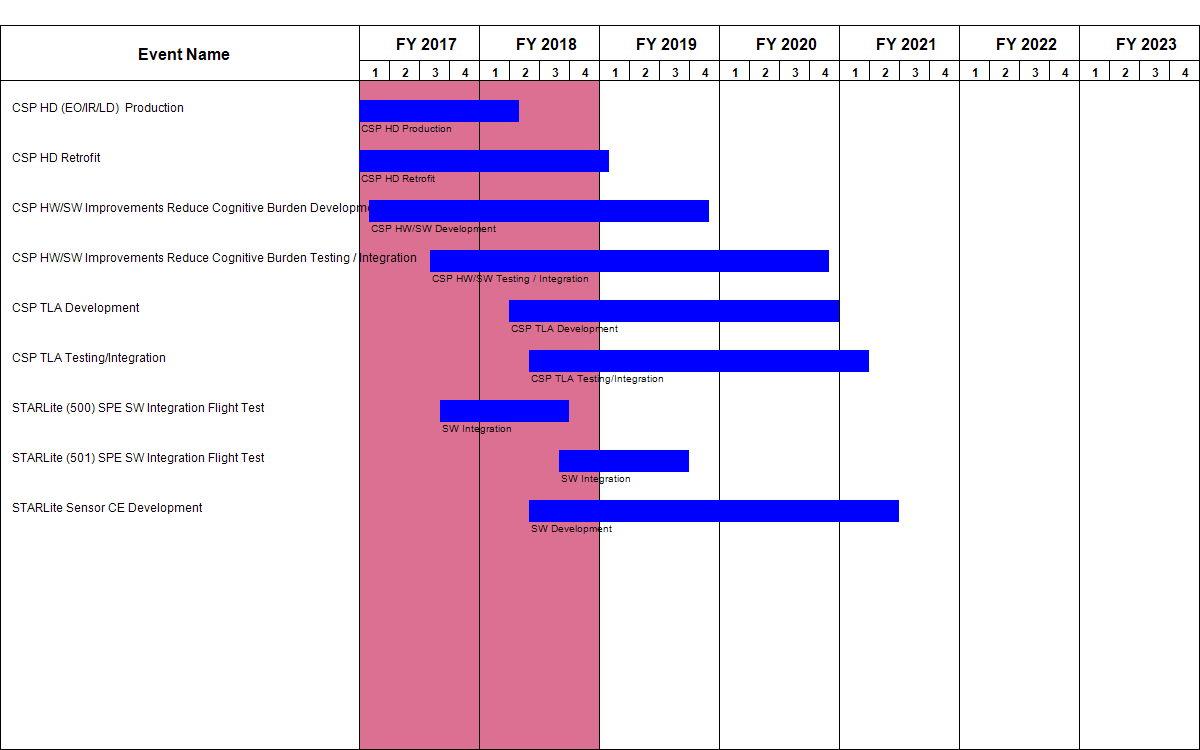 Event Name
FY 2017 FY 2018 FY 2019 FY 2020 FY 2021 FY 2022 FY 2023
1 2 3 4 1 2 3 4 1 2 3 4 1 2 3 4 1 2 3 4 1 2 3 4 1 2 3 4
CSP HD (EO/IR/LD) Production
CSP HD Production
CSP HD Retrofit
CSP HD Retrofit
CSP HW/SW Improvements Reduce Cognitive Burden Developme
CSP HW/SW Development
CSP HW/SW Improvements Reduce Cognitive Burden Testing / Integration
CSP HW/SW Testing / Integration
CSP TLA Development
CSP TLA Development
CSP TLA Testing/Integration
CSP TLA Testing/Integration
STARLite (500) SPE SW Integration Flight Test
SW Integration
STARLite (501) SPE SW Integration Flight Test
SW Integration
STARLite Sensor CE Development
SW Development